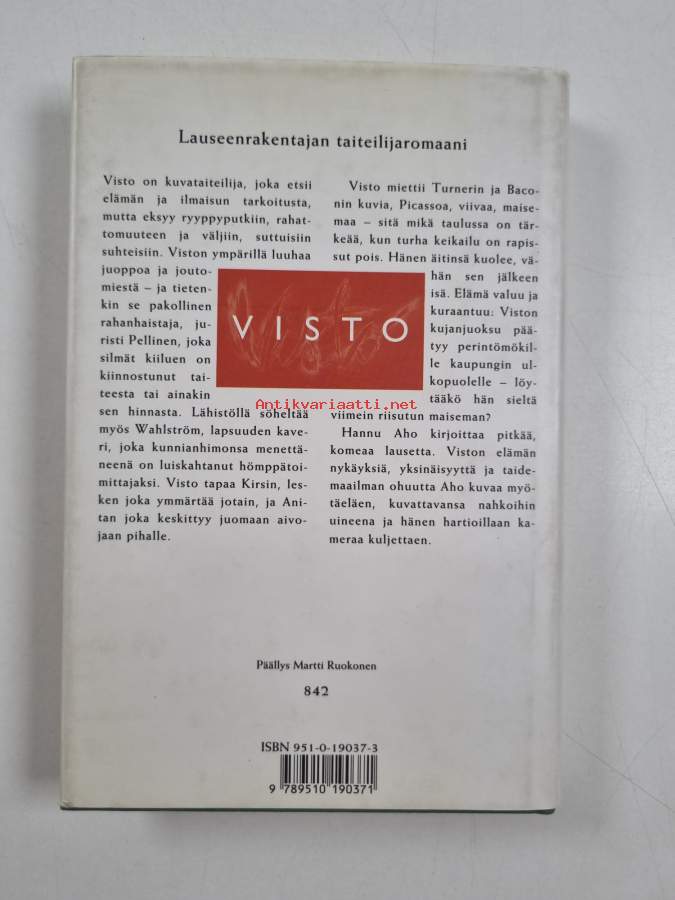 Lauseenrakentajan taiteilijaromaani
Visto on kuvataiteilija, joka etsii
elämän ja ilmaisun tarkoitusta,
mutta eksyy ryyppyputkiin, rahat-
tomuuteen ja väljiin, suttuisiin
suhteisiin. Viston ympärillä luuhaa
juoppoa ja jouto-
miestä – ja tieten-
kin se pakollinen
rahanhaistaja, ju-
risti Pellinen, joka
silmät kiiluen on
kiinnostunut tai-
teesta tai ainakin
sen hinnasta. Lähistöllä söheltää
myös Wahlström, lapsuuden kave-
ri, joka kunnianhimonsa menettä-
neenä on luiskahtanut hömppätoi-
mittajaksi. Visto tapaa Kirsin, les-
ken joka ymmärtää jotain, ja Ani-
tan joka keskittyy juomaan aivo-
jaan pihalle.
Visto miettii Turnerin ja Baco-
nin kuvia, Picassoa, viivaa, maise-
maa – sitä mikä taulussa on tär-
keää, kun turha keikailu on rapis-
sut pois. Hänen äitinsä kuolee, vä-
hän sen jälkeen
isä. Elämä valuu ja
kuraantuu: Viston
kujanjuoksu pää-
tyy perintömökil-
le kaupungin ul-
kopuolelle – löy-
tääkö hän sieltä
viimein riisutun maiseman?
Hannu Aho kirjoittaa pitkää,
komeaa lausetta. Viston elämän
nykäyksiä, yksinäisyyttä ja taide-
maailman ohuutta Aho kuvaa myö-
täeläen, kuvattavansa nahkoihin
uineena ja hänen hartioillaan ka-
meraa kuljettaen.
VISTO
Antikvariaatti.net
Päällys Martti Ruokonen
842
ISBN 951-0-19037-3
9 789510 190371